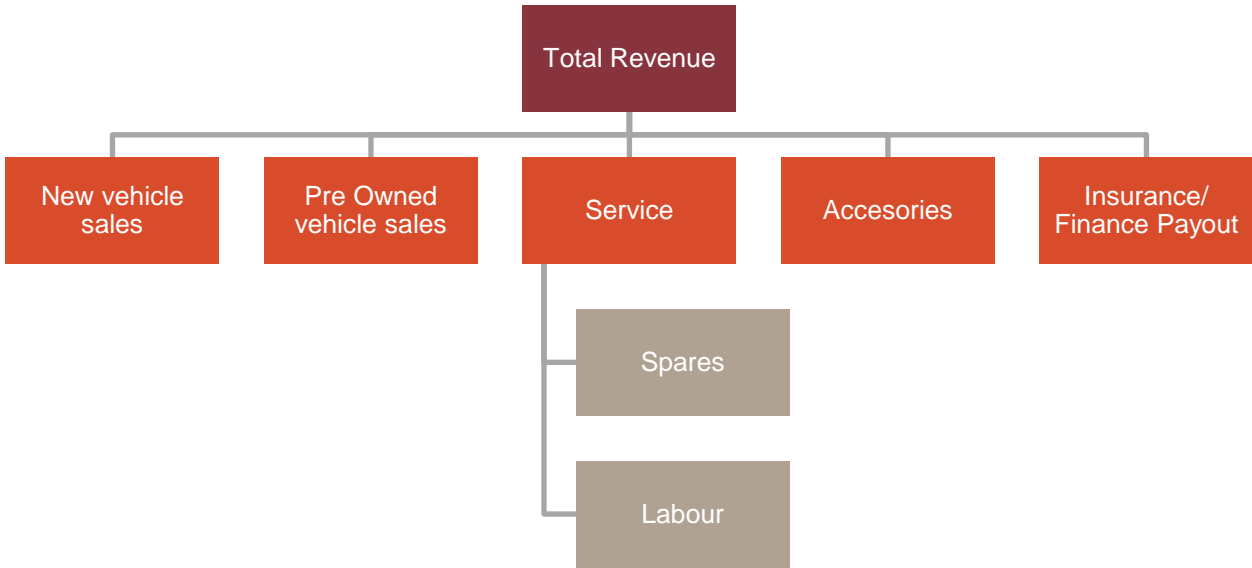 Total Revenue
New vehicle
sales
Pre Owned
vehicle sales
Service
Accesories
Insurance/
Finance Payout
Spares
Labour